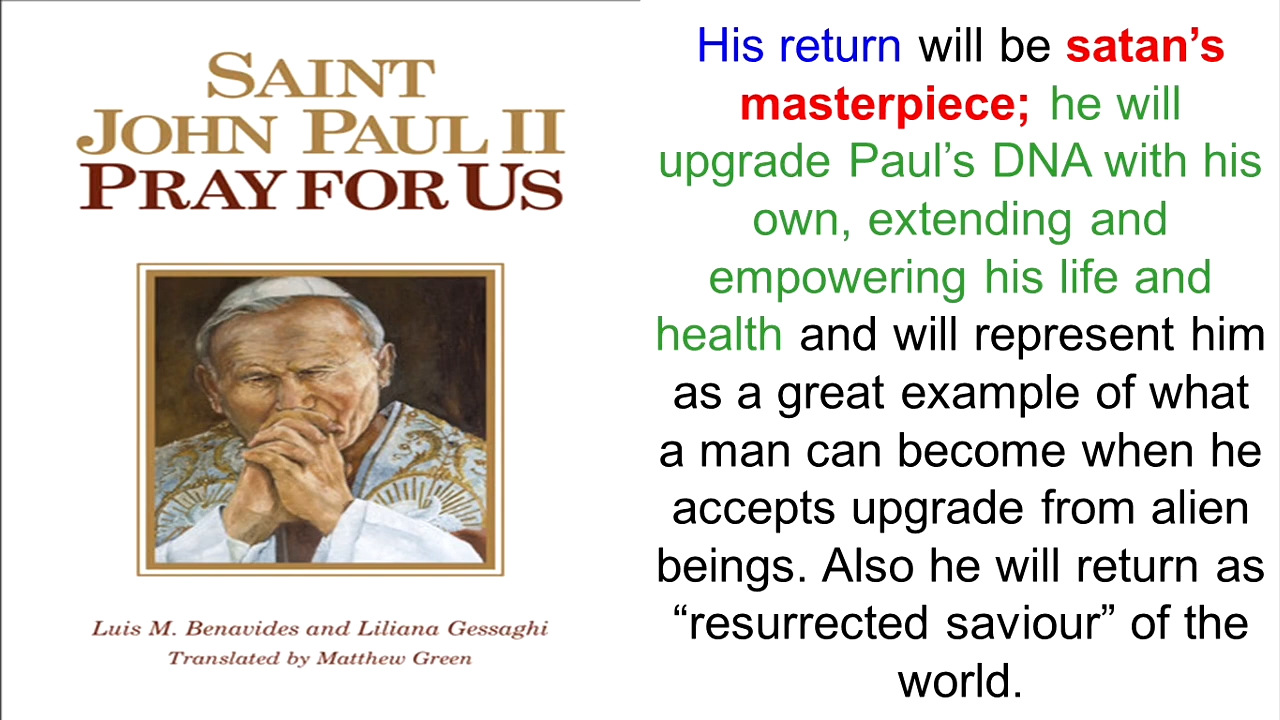 SAINT
JOHN PAUL II
PRAY FOR US
Luis M. Benavides and Liliana Gessaghi
Translated by Matthew Green
His return will be satan’s
masterpiece; he will
upgrade Paul’s DNA with his
own, extending and
empowering his life and
health and will represent him
as a great example of what
a man can become when he
accepts upgrade from alien
beings. Also he will return as
“resurrected saviour” of the
world.